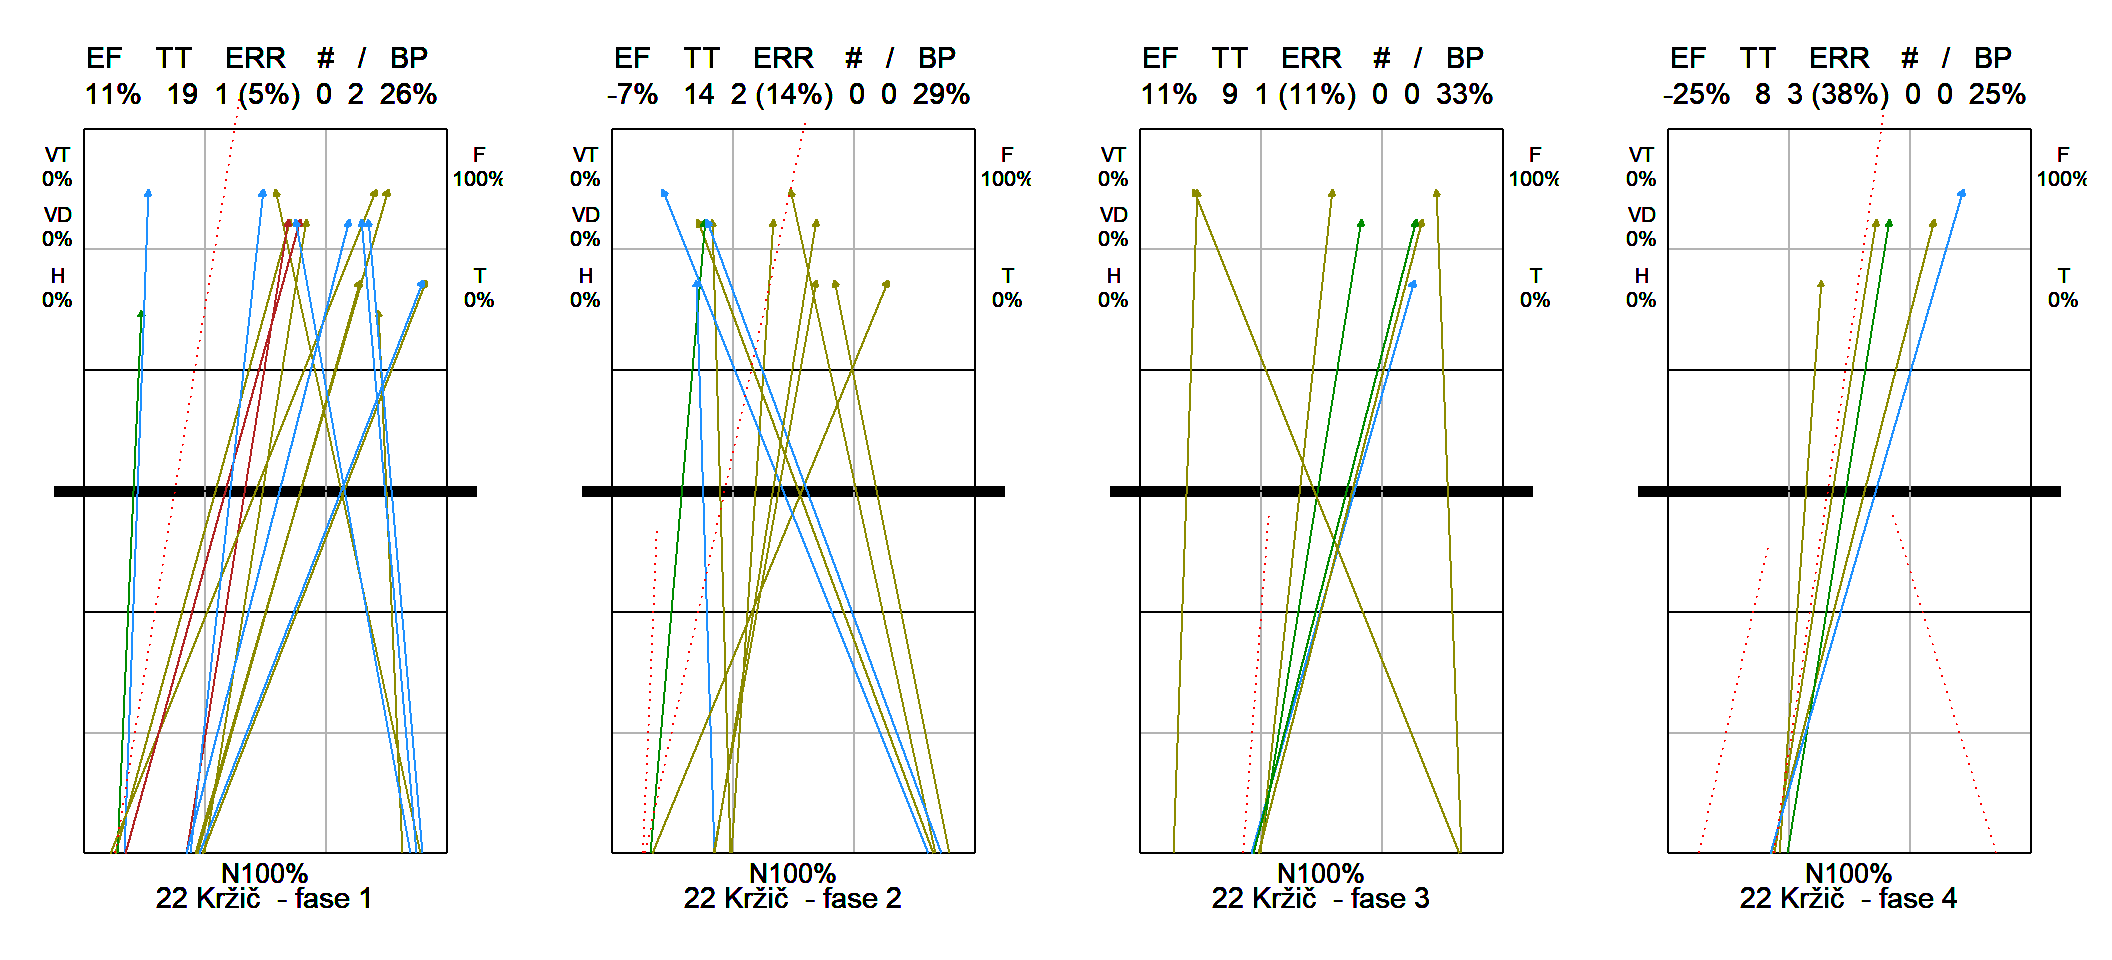 EF TT ERR # / BP
11% 19 1 (5%) 0 2 26%
VT
0%
VD
0%
H
0%
F
100%
T
0%
N100%
22 Kržič - fase 1
EF TT ERR # / BP
-7% 14 2 (14%) 0 0 29%
VT
0%
VD
0%
H
0%
F
100%
T
0%
N100%
22 Kržič - fase 2
EF TT ERR # / BP
11% 9 1 (11%) 0 0 33%
VT
0%
VD
0%
H
0%
F
100%
T
0%
N100%
22 Kržič - fase 3
EF TT ERR # / BP
-25% 8 3 (38%) 0 0 25%
VT
0%
VD
0%
H
0%
F
100%
T
0%
N100%
22 Kržič - fase 4